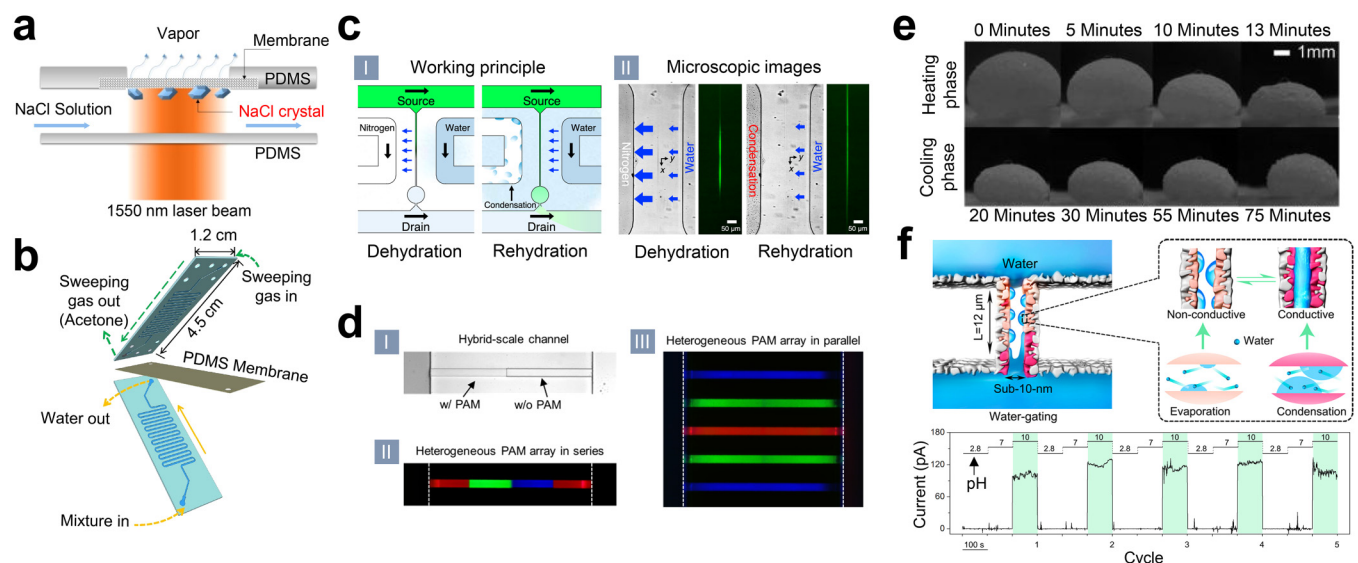 a
Vapor
Membrane
PDMS
NaCl Solution
NaCl crystal
PDMS
1550 nm laser beam
b
1.2 cm
Sweeping
gas in
Sweeping
gas out
(Acetone)
4.5 cm
PDMS Membrane
Water out
Mixture in
c
I
Working principle
Source
Source
Nitrogen
Water
Water
Condensation
Drain
Drain
Dehydration
Rehydration
II
Microscopic images
Nitrogen
y
x
Water
50 µm
Condensation
y
x
Water
50 µm
Dehydration
Rehydration
d
I
Hybrid-scale channel
w/ PAM
w/o PAM
II
Heterogeneous PAM array in series
III
Heterogeneous PAM array in parallel
e
0 Minutes
5 Minutes
10 Minutes
13 Minutes
1mm
Heating
phase
Cooling
phase
20 Minutes
30 Minutes
55 Minutes
75 Minutes
f
Water
L=12 µm
Sub-10-nm
Water-gating
Non-conductive
Conductive
Water
Evaporation
Condensation
Current (pA)
180
120
60
0
2.8
7
10
2.8
7
10
2.8
7
10
2.8
7
10
2.8
7
10
pH
100 s
1
2
3
4
5
Cycle